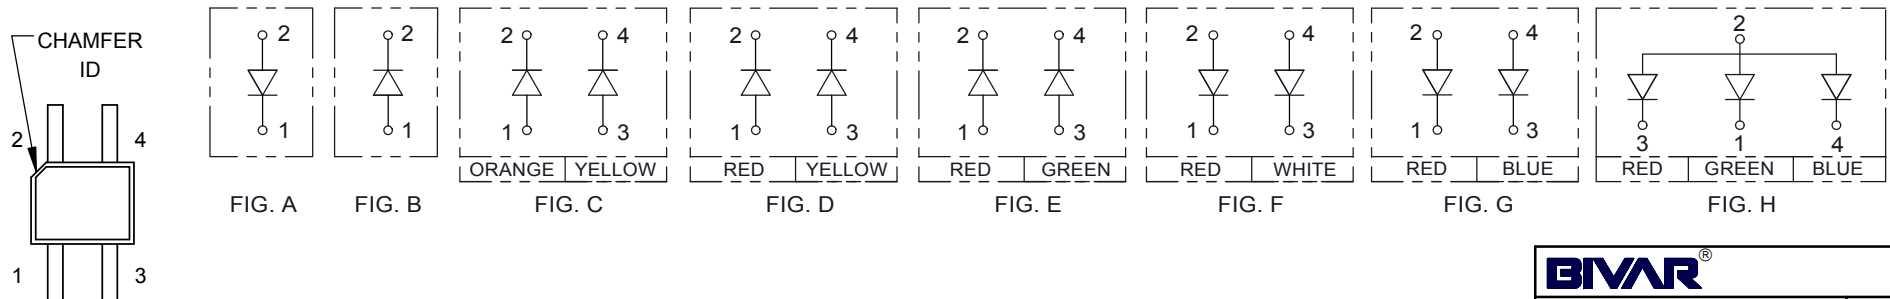 CHAMFER
ID
2 4
1 3
2
1
FIG. A
2
1
FIG. B
2 4
1 3
ORANGE YELLOW
FIG. C
2 4
1 3
RED YELLOW
FIG. D
2 4
1 3
RED GREEN
FIG. E
2 4
1 3
RED WHITE
FIG. F
2 4
1 3
RED BLUE
FIG. G
2
3 1 4
RED GREEN BLUE
FIG. H
BIVAR®